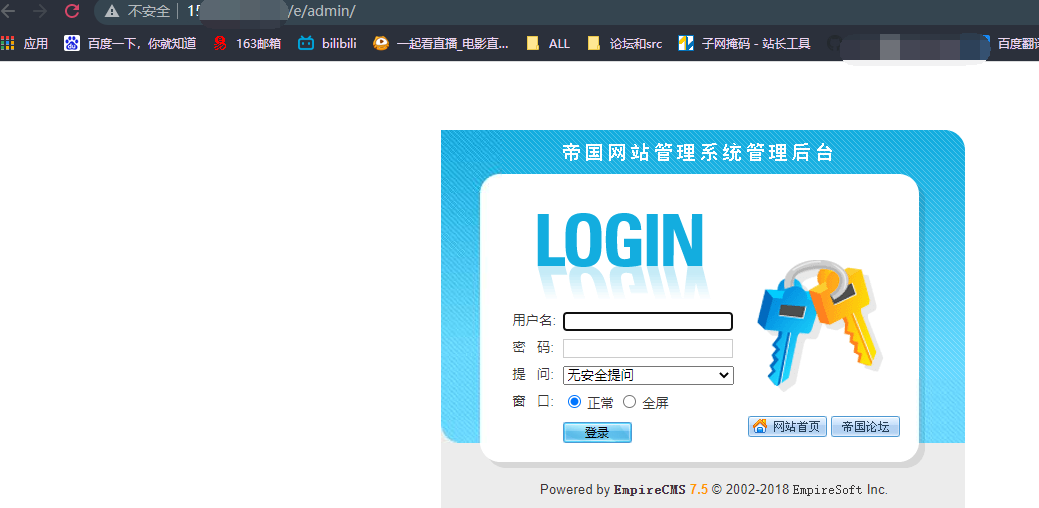 不安全 | 15 /e/admin/
应用 百度一下，你就知道 163邮箱 bilibili 一起看直播_电影直... ALL 论坛和src 子网掩码 - 站长工具 百度翻译
帝国网站管理系统管理后台
LOGIN
用户名:
密 码:
提 问: 无安全提问
窗 口: 正常 全屏
登录
网站首页 帝国论坛
Powered by EmpireCMS 7.5 © 2002-2018 EmpireSoft Inc.